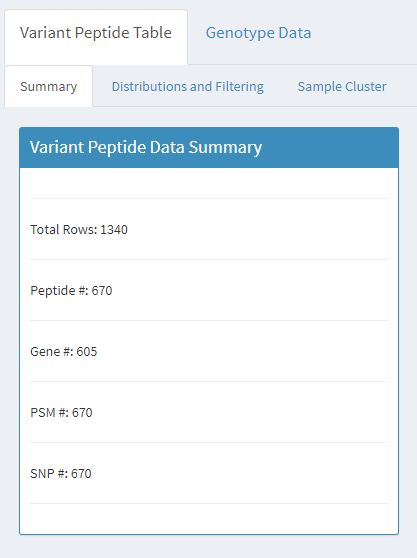 Variant Peptide Table Genotype Data
Summary Distributions and Filtering Sample Cluster
Variant Peptide Data Summary
Total Rows: 1340
Peptide #: 670
Gene #: 605
PSM #: 670
SNP #: 670